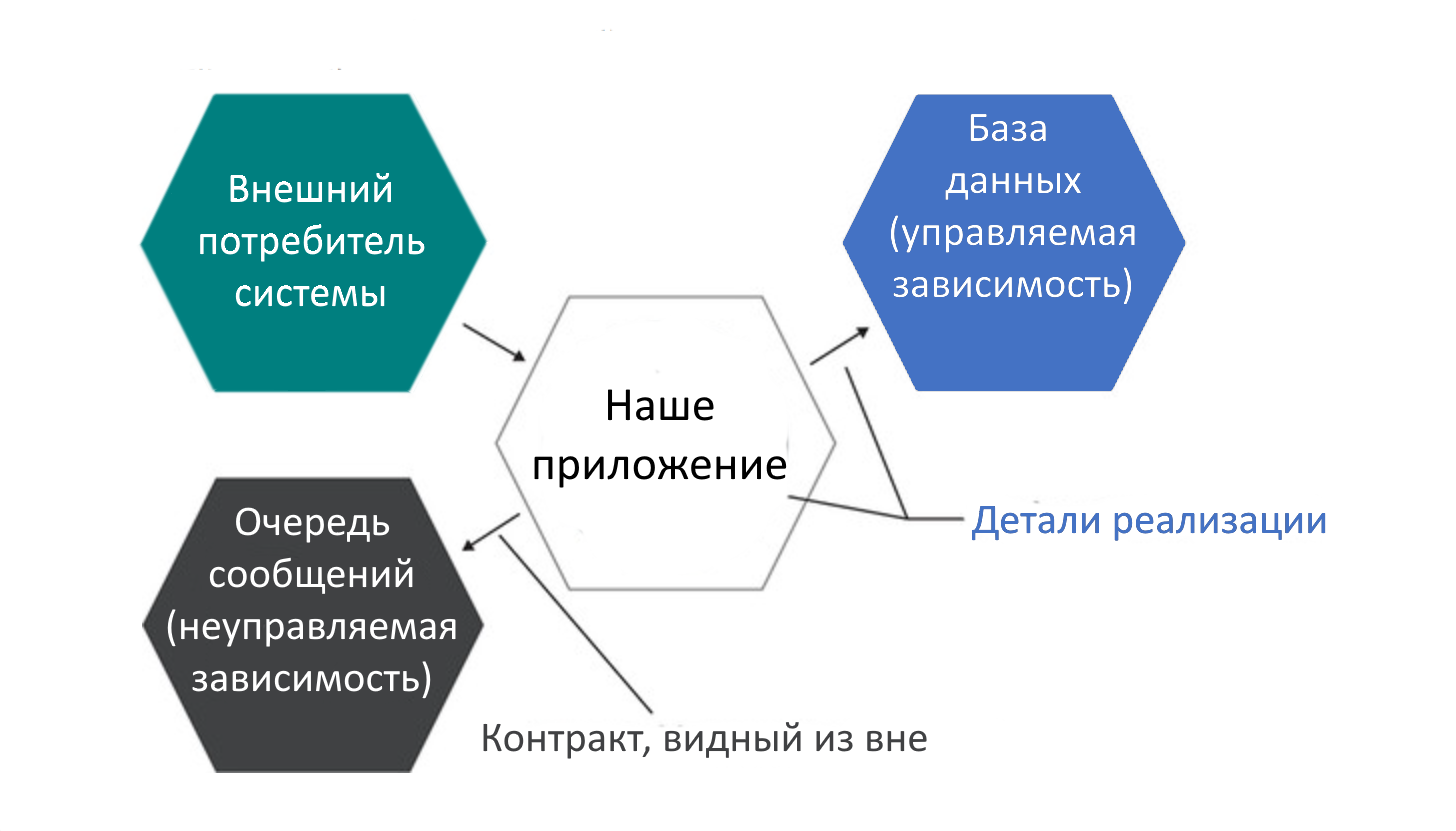 Внешний
потребитель
системы
База
данных
(управляемая
зависимость)
Наше
приложение
Очередь
сообщений
(неуправляемая
зависимость)
Детали реализации
Контракт, видный из вне